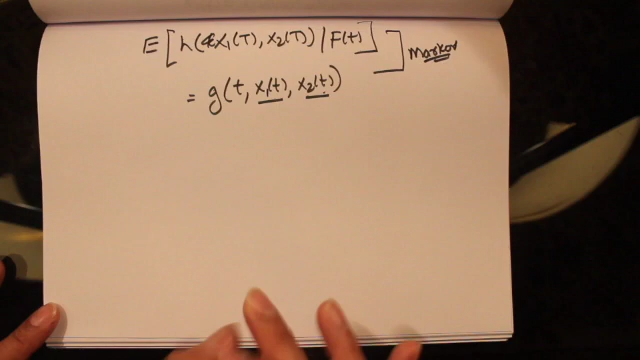 E[h(X₁(T), X₂(T)) | F(t)] ] Markov
= g(t, X₁(t), X₂(t))